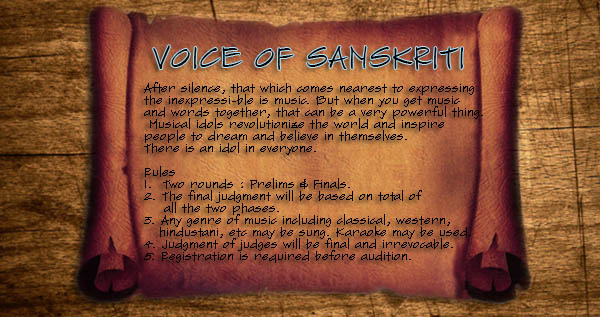 VOICE OF SANSKRITI
After silence, that which comes nearest to expressing
the inexpressi-ble is music. But when you get music
and words together, that can be a very powerful thing.
Musical idols revolutionize the world and inspire
people to dream and believe in themselves.
There is an idol in everyone.
Rules
1. Two rounds : Prelims & Finals.
2. The final judgment will be based on total of
all the two phases.
3. Any genre of music including classical, western,
hindustani, etc may be sung. Karaoke may be used.
4. Judgment of judges will be final and irrevocable.
5. Registration is required before audition.